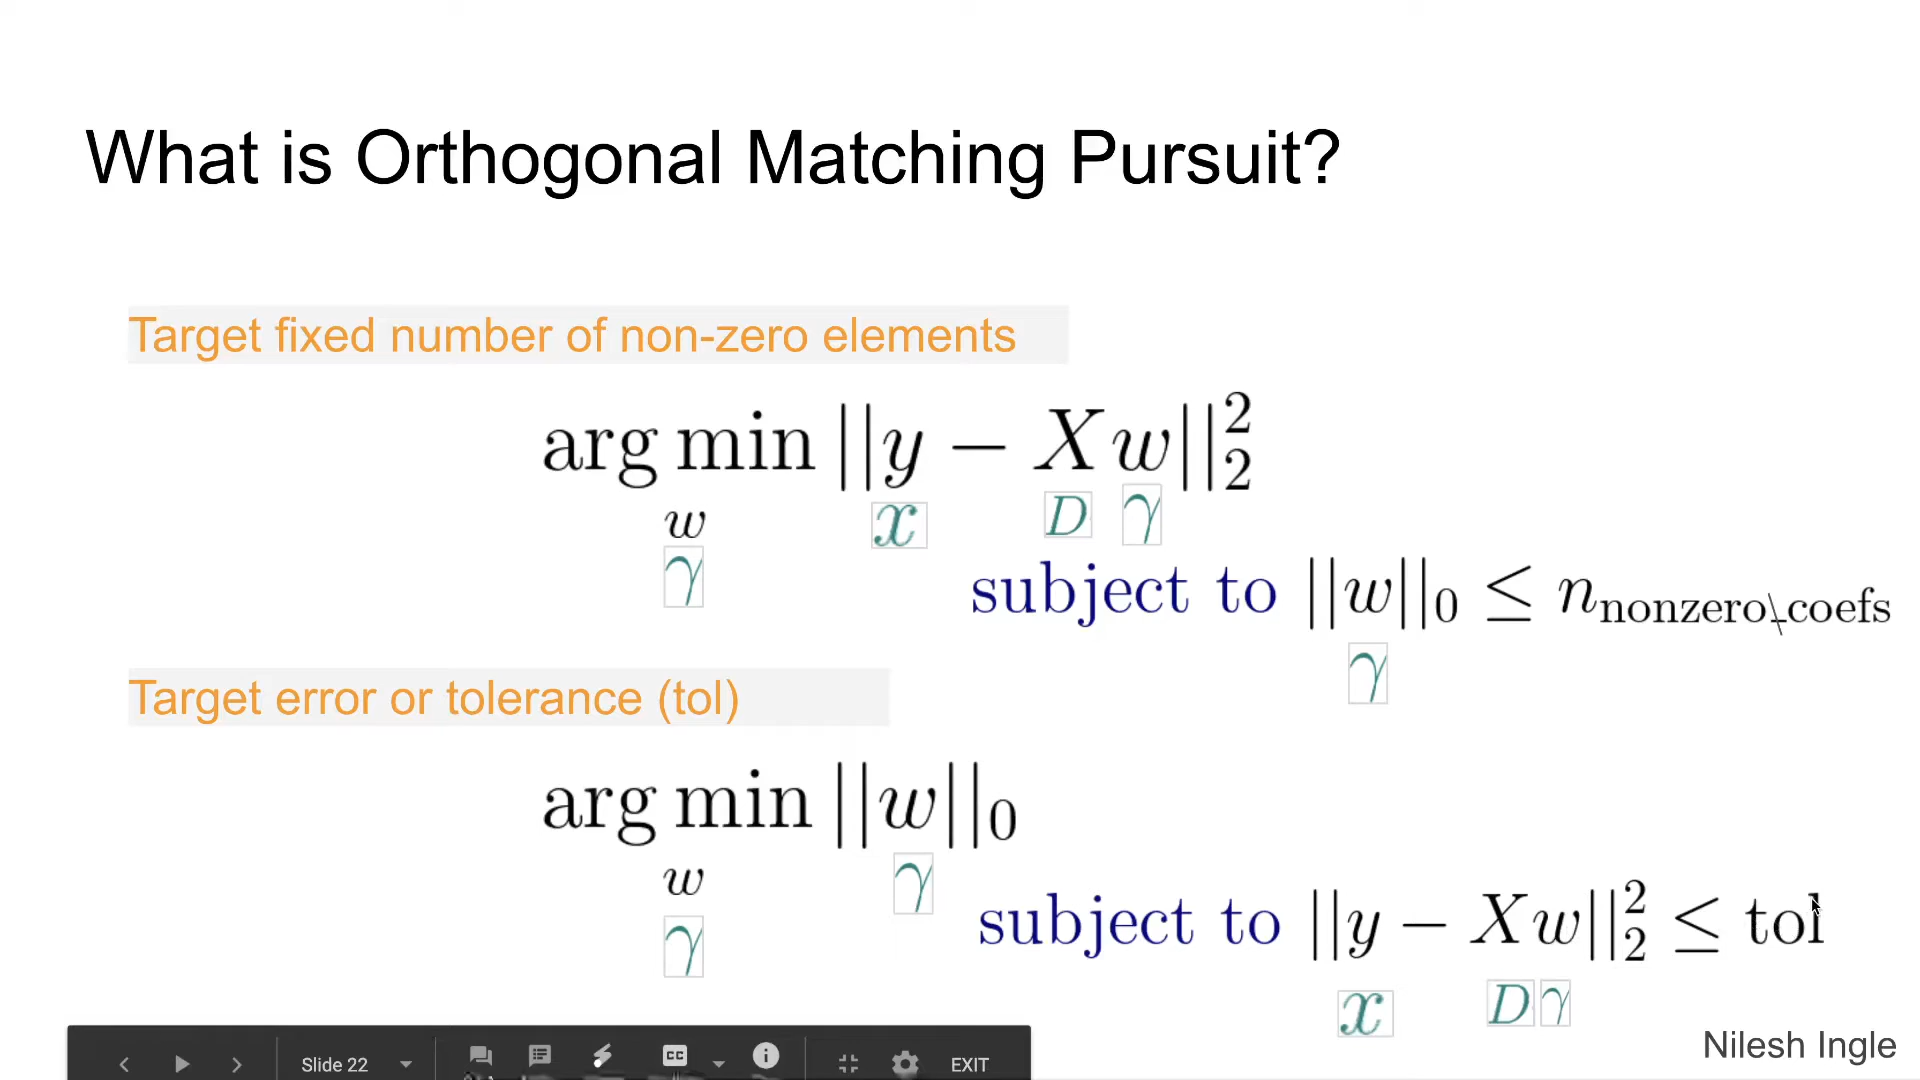 What is Orthogonal Matching Pursuit?
Target fixed number of non-zero elements
arg min ||y − Xw||₂²
w
x D γ
γ
subject to ||w||₀ ≤ n_nonzero\_coefs
γ
Target error or tolerance (tol)
arg min ||w||₀
w
γ
γ
subject to ||y − Xw||₂² ≤ tol
x D γ
Nilesh Ingle
Slide 22
CC
EXIT